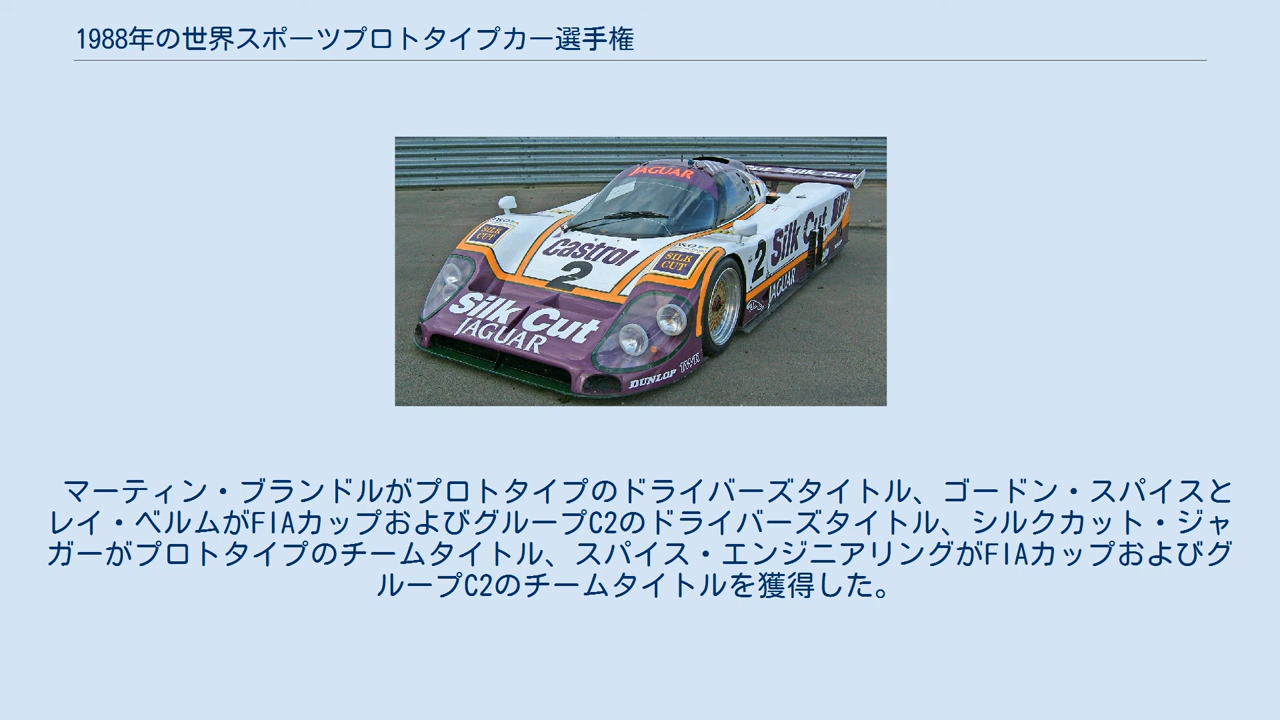 1988年の世界スポーツプロトタイプカー選手権
JAGUAR
Silk Cut
SILK
CUT
Castrol
2
SILK
CUT
2
Silk Cut
JAGUAR
Silk Cut
JAGUAR
DUNLOP
マーティン・ブランドルがプロトタイプのドライバーズタイトル、ゴードン・スパイスと
レイ・ベルムがFIAカップおよびグループC2のドライバーズタイトル、シルクカット・ジャ
ガーがプロトタイプのチームタイトル、スパイス・エンジニアリングがFIAカップおよびグ
ループC2のチームタイトルを獲得した。